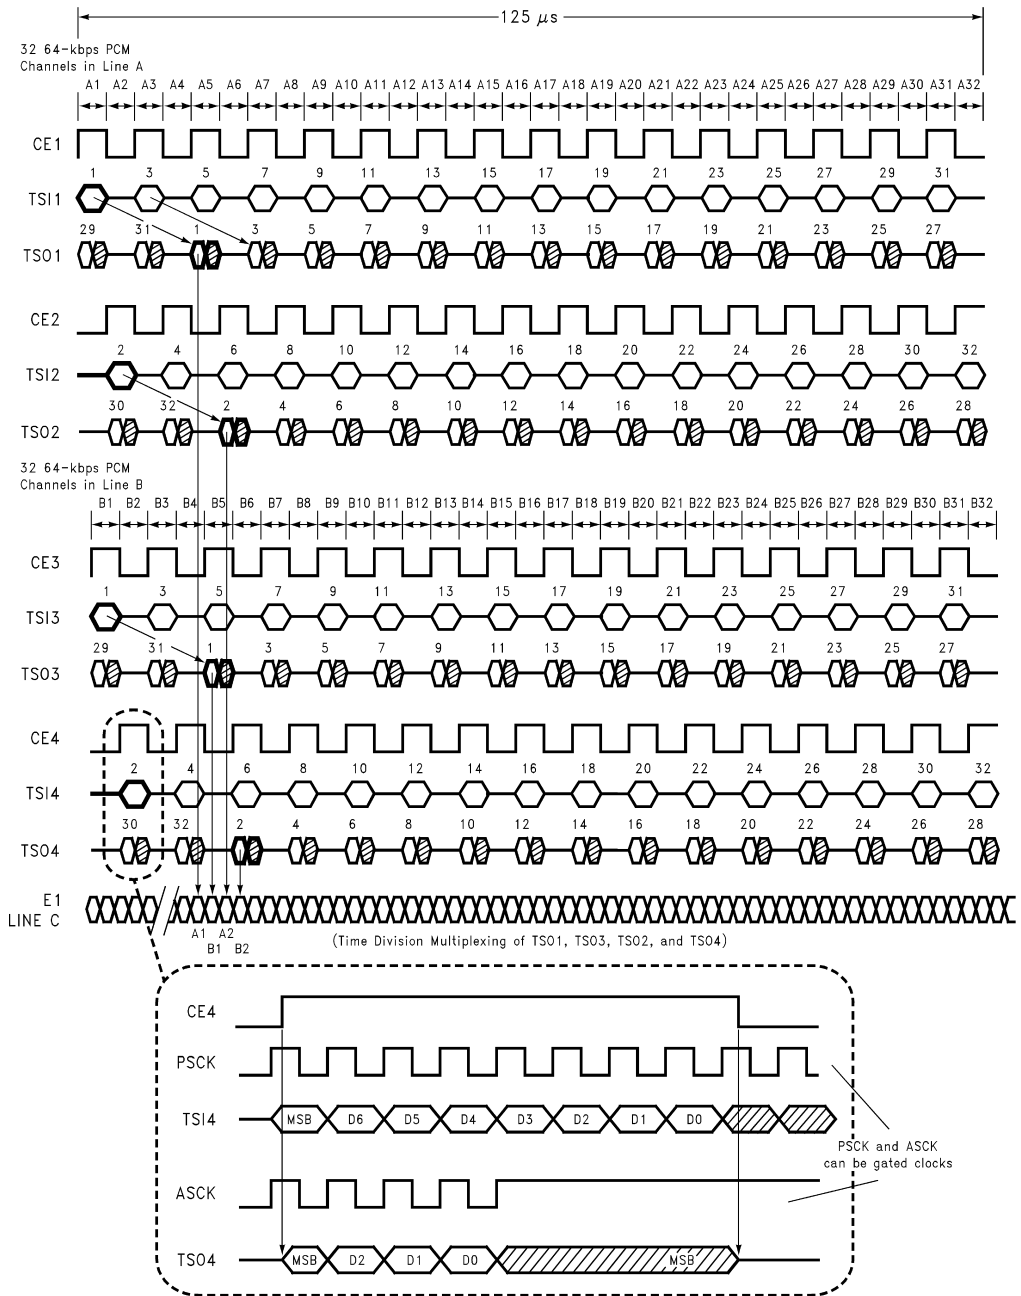 125 μs
32 64-kbps PCM
Channels in Line A
A1 A2 A3 A4 A5 A6 A7 A8 A9 A10 A11 A12 A13 A14 A15 A16 A17 A18 A19 A20 A21 A22 A23 A24 A25 A26 A27 A28 A29 A30 A31 A32
CE1
1 3 5 7 9 11 13 15 17 19 21 23 25 27 29 31
TSI1
29 31 1 3 5 7 9 11 13 15 17 19 21 23 25 27
TSO1
CE2
2 4 6 8 10 12 14 16 18 20 22 24 26 28 30 32
TSI2
30 32 2 4 6 8 10 12 14 16 18 20 22 24 26 28
TSO2
32 64-kbps PCM
Channels in Line B
B1 B2 B3 B4 B5 B6 B7 B8 B9 B10 B11 B12 B13 B14 B15 B16 B17 B18 B19 B20 B21 B22 B23 B24 B25 B26 B27 B28 B29 B30 B31 B32
CE3
1 3 5 7 9 11 13 15 17 19 21 23 25 27 29 31
TSI3
29 31 1 3 5 7 9 11 13 15 17 19 21 23 25 27
TSO3
CE4
2 4 6 8 10 12 14 16 18 20 22 24 26 28 30 32
TSI4
30 32 2 4 6 8 10 12 14 16 18 20 22 24 26 28
TSO4
E1
LINE C
A1 A2
B1 B2
(Time Division Multiplexing of TSO1, TSO3, TSO2, and TSO4)
CE4
PSCK
TSI4 MSB D6 D5 D4 D3 D2 D1 D0
PSCK and ASCK
can be gated clocks
ASCK
TSO4 MSB D2 D1 D0 MSB